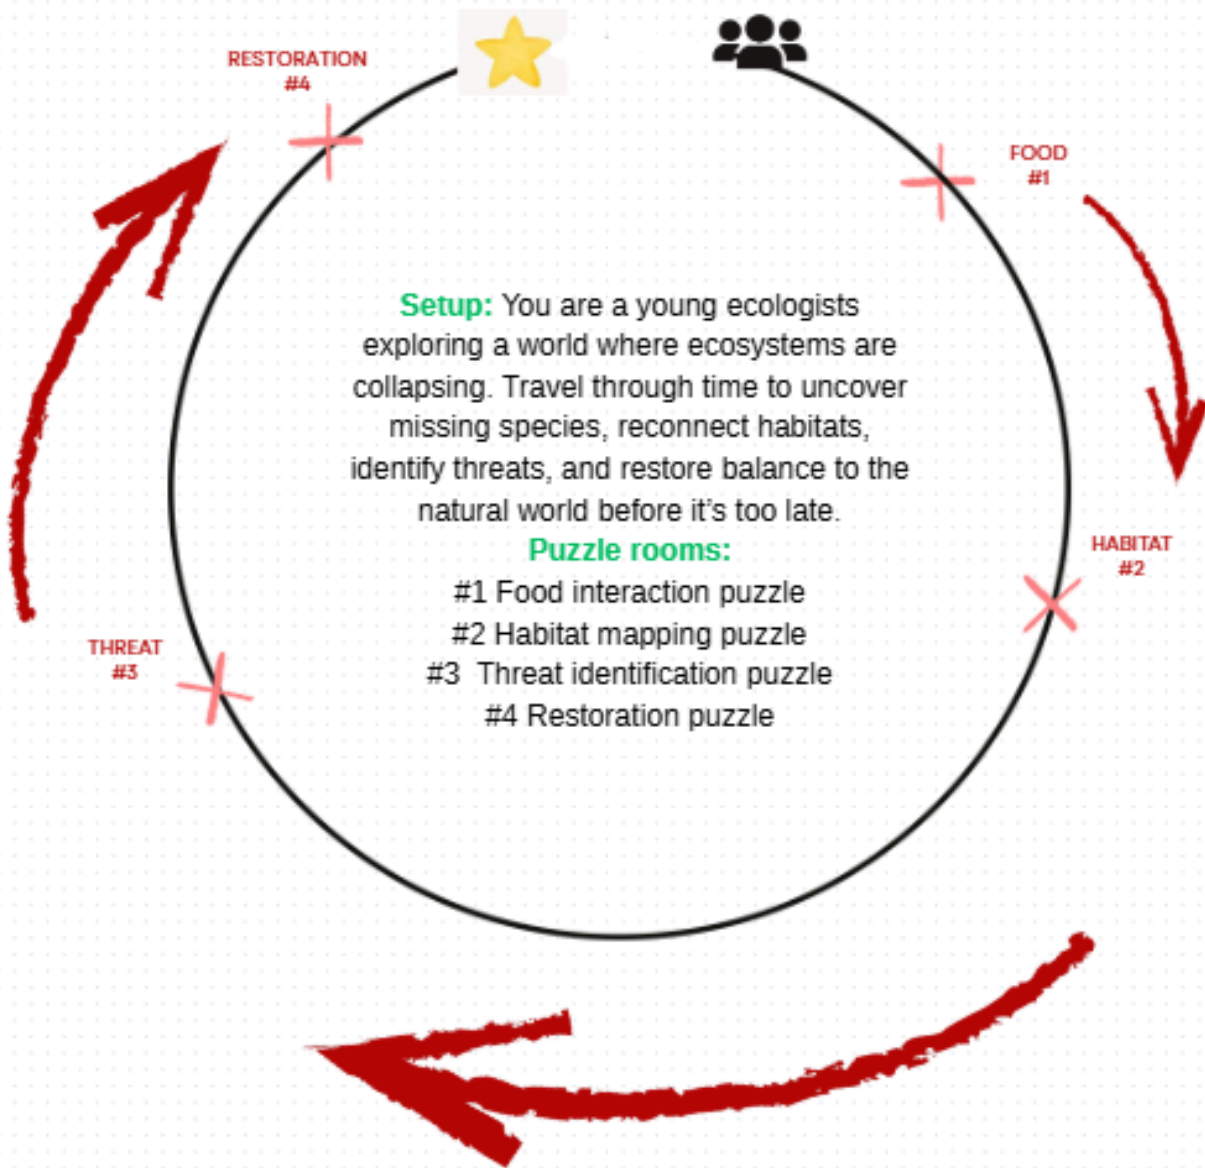 RESTORATION
#4
FOOD
#1
Setup: You are a young ecologists
exploring a world where ecosystems are
collapsing. Travel through time to uncover
missing species, reconnect habitats,
identify threats, and restore balance to the
natural world before it’s too late.
Puzzle rooms:
#1 Food interaction puzzle
#2 Habitat mapping puzzle
#3  Threat identification puzzle
#4 Restoration puzzle
HABITAT
#2
THREAT
#3